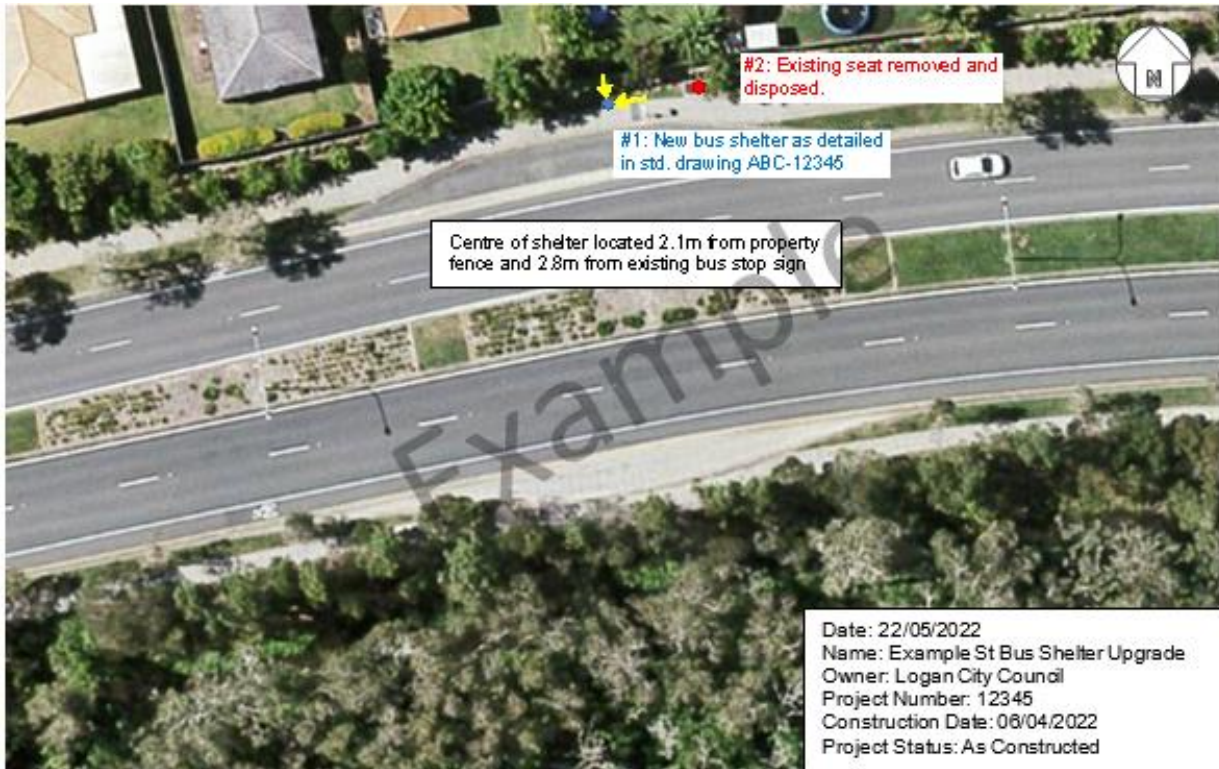 #2: Existing seat removed and
disposed.
N
#1: New bus shelter as detailed
in std. drawing ABC-12345
Centre of shelter located 2.1m from property
fence and 2.8m from existing bus stop sign
Example
Date: 22/05/2022
Name: Example St Bus Shelter Upgrade
Owner: Logan City Council
Project Number: 12345
Construction Date: 06/04/2022
Project Status: As Constructed